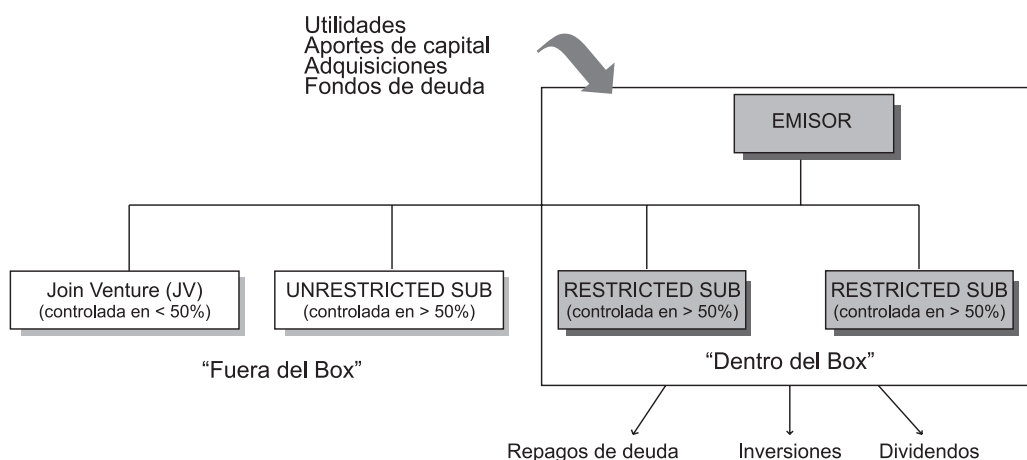 Utilidades
Aportes de capital
Adquisiciones
Fondos de deuda
EMISOR
Join Venture (JV)
(controlada en < 50%)
UNRESTRICTED SUB
(controlada en > 50%)
RESTRICTED SUB
(controlada en > 50%)
RESTRICTED SUB
(controlada en > 50%)
“Fuera del Box”
“Dentro del Box”
Repagos de deuda
Inversiones
Dividendos